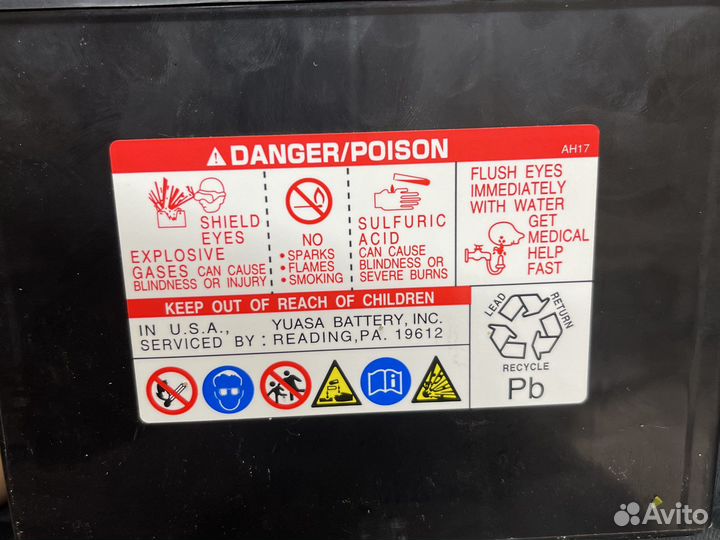 DANGER/POISON
AH17
SHIELD
EYES
EXPLOSIVE
GASES CAN CAUSE
BLINDNESS OR INJURY
NO
• SPARKS
• FLAMES
• SMOKING
SULFURIC
ACID
CAN CAUSE
BLINDNESS OR
SEVERE BURNS
FLUSH EYES
IMMEDIATELY
WITH WATER
GET
MEDICAL
HELP
FAST
KEEP OUT OF REACH OF CHILDREN
IN U.S.A., YUASA BATTERY, INC.
SERVICED BY : READING,PA. 19612
LEAD
RETURN
RECYCLE
Pb
Avito